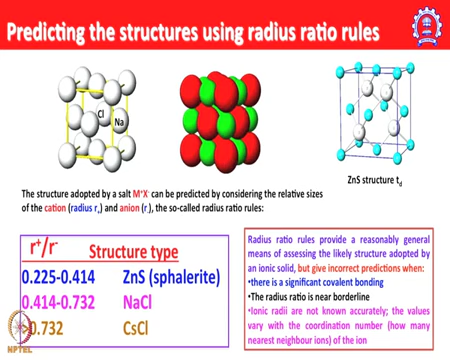 Predicting the structures using radius ratio rules
Cl
Na
ZnS structure td
The structure adopted by a salt M+X- can be predicted by considering the relative sizes
of the cation (radius r+) and anion (r-), the so-called radius ratio rules:
r+/r- Structure type
0.225-0.414 ZnS (sphalerite)
0.414-0.732 NaCl
>0.732 CsCl
Radius ratio rules provide a reasonably general
means of assessing the likely structure adopted by
an ionic solid, but give incorrect predictions when:
•there is a significant covalent bonding
•The radius ratio is near borderline
•Ionic radii are not known accurately; the values
vary with the coordination number (how many
nearest neighbour ions) of the ion
NPTEL